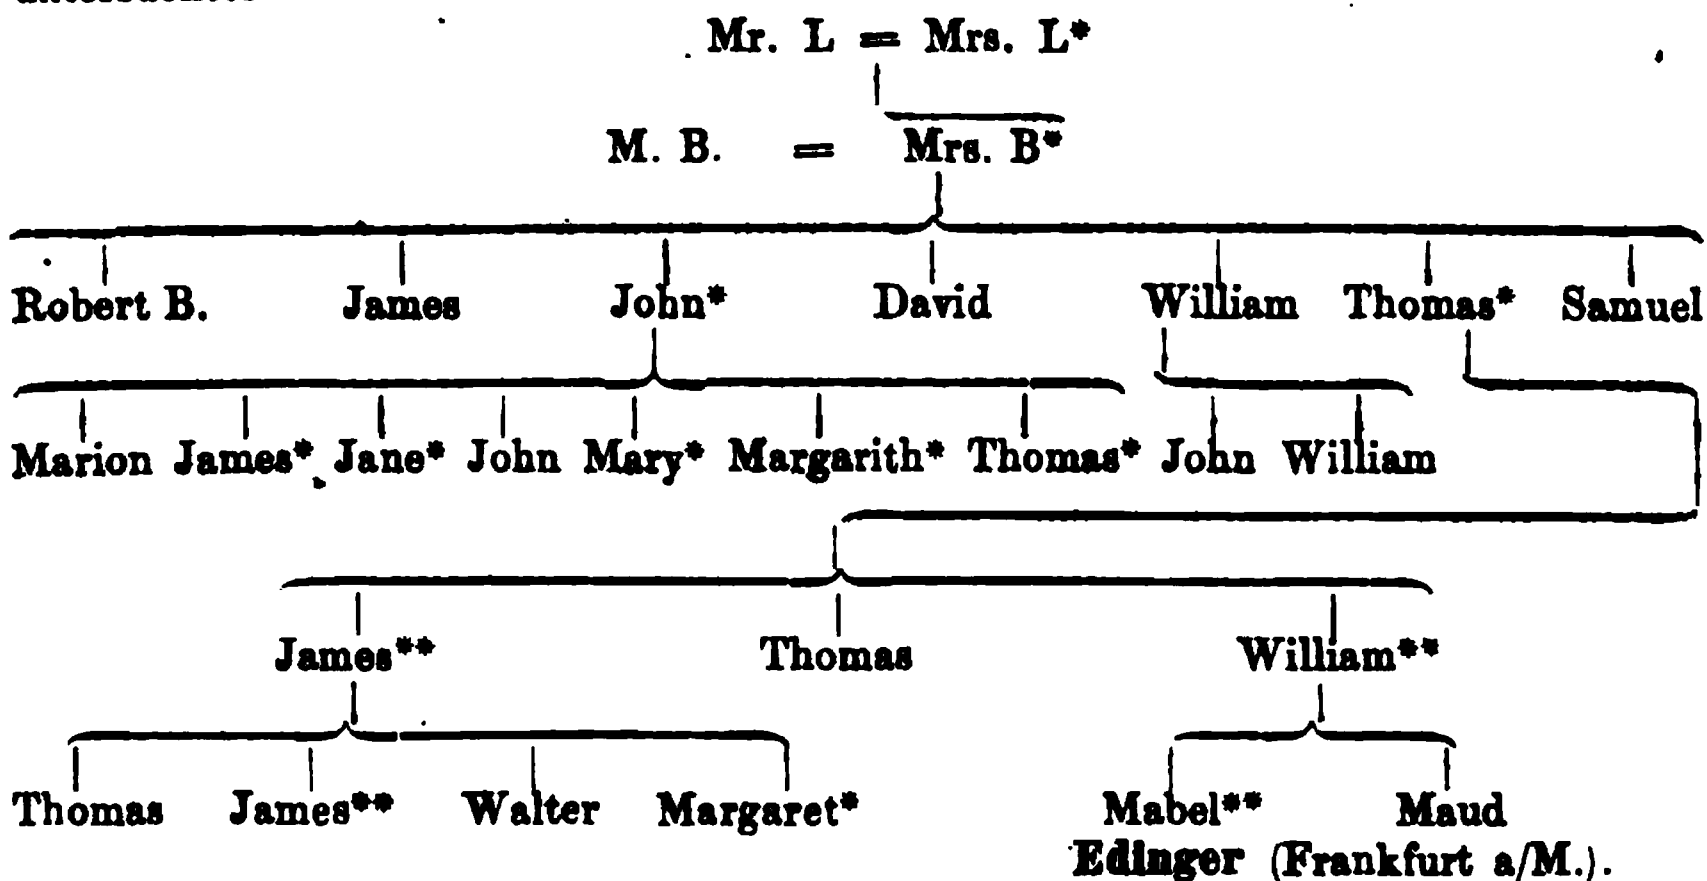 Mr. L = Mrs. L*
M. B. = Mrs. B*
Robert B. James John* David William Thomas* Samuel
Marion James* Jane* John Mary* Margarith* Thomas* John William
James** Thomas William**
Thomas James** Walter Margaret* Mabel** Maud
Edinger (Frankfurt a/M.).